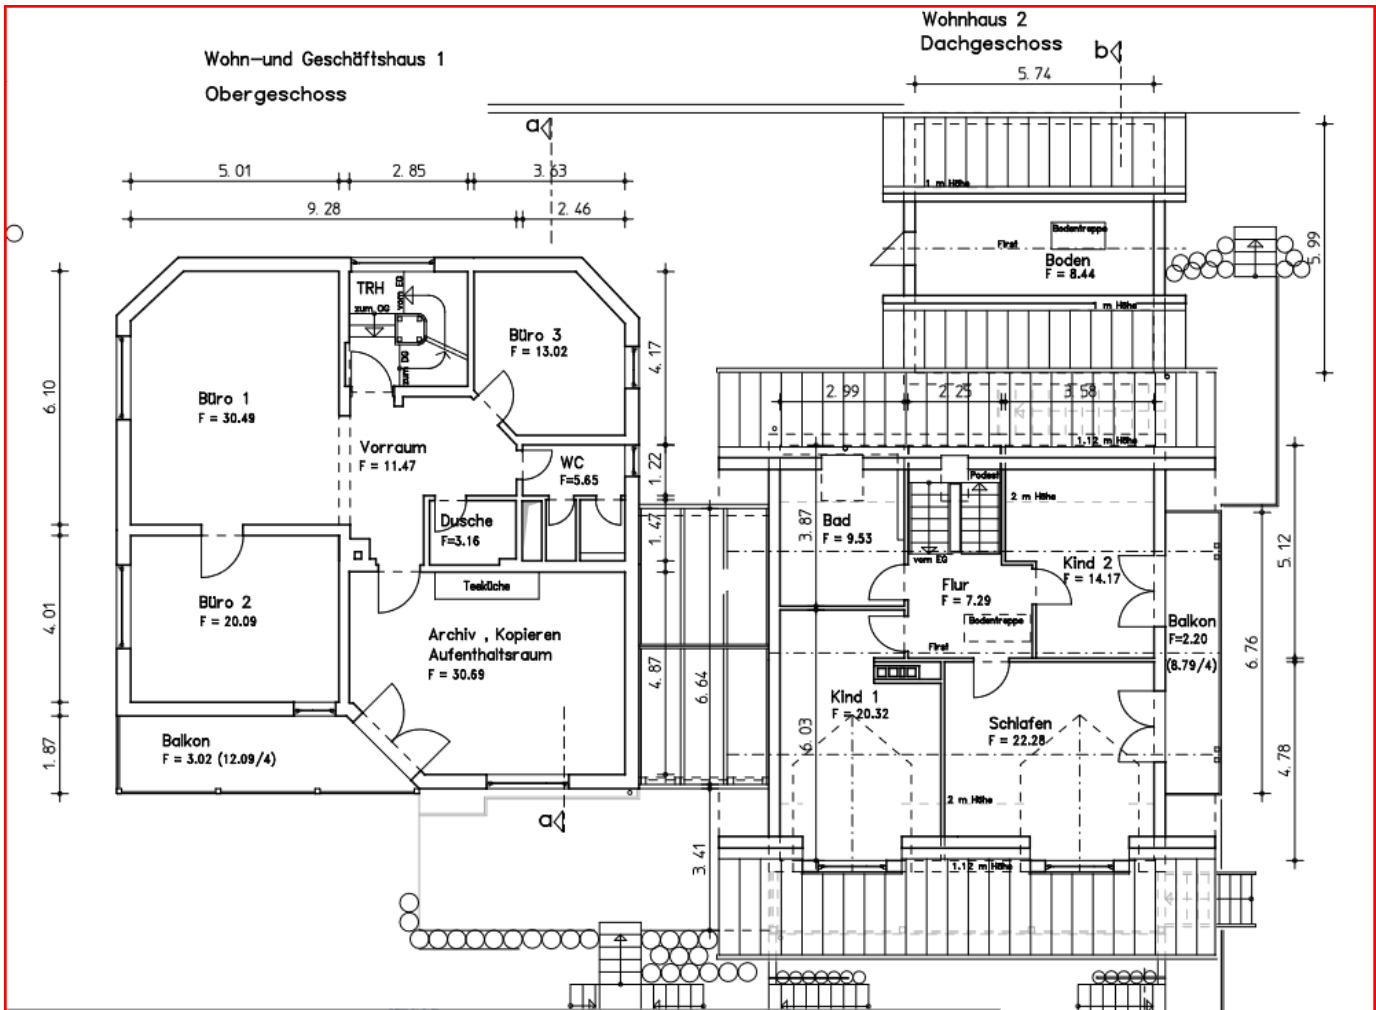 Wohnhaus 2
Dachgeschoss
Wohn-und Geschäftshaus 1
Obergeschoss
b
5. 74
a
5. 01
2. 85
3. 63
9. 28
2. 46
1 m Höhe
Bodentreppe
First
Boden
F = 8.44
5. 99
1 m Höhe
TRH
vom EG
zum OG
zum DG
Büro 3
F = 13.02
4. 17
6. 10
Büro 1
F = 30.49
2. 99
2. 25
3. 58
1.12 m Höhe
Vorraum
F = 11.47
WC
F=5.65
1. 22
Podest
2 m Höhe
Dusche
F=3.16
1. 47
3. 87
Bad
F = 9.53
vom EG
5. 12
Kind 2
F = 14.17
Teeküche
Flur
F = 7.29
Büro 2
F = 20.09
4. 01
Bodentreppe
Balkon
F=2.20
(8.79/4)
6. 76
Archiv , Kopieren
Aufenthaltsraum
F = 30.69
First
4. 87
6. 64
Kind 1
F = 20.32
6. 03
Schlafen
F = 22.28
Balkon
F = 3.02 (12.09/4)
1. 87
4. 78
2 m Höhe
a
3. 41
1.12 m Höhe